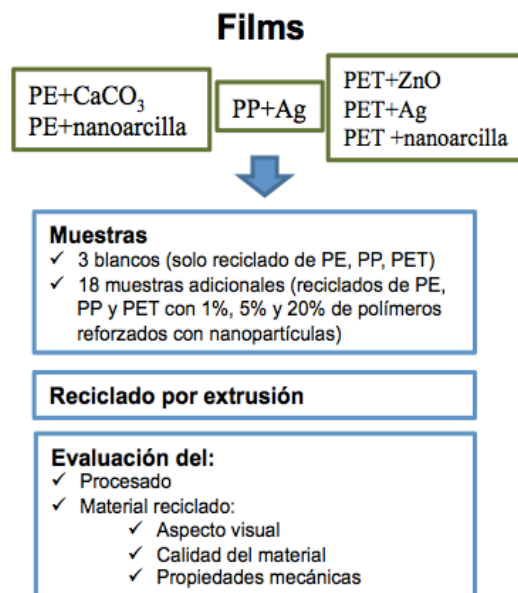 Films
PE+CaCO₃
PE+nanoarcilla
PP+Ag
PET+ZnO
PET+Ag
PET +nanoarcilla
Muestras
✓ 3 blancos (solo reciclado de PE, PP, PET)
✓ 18 muestras adicionales (reciclados de PE,
PP y PET con 1%, 5% y 20% de polímeros
reforzados con nanopartículas)
Reciclado por extrusión
Evaluación del:
✓ Procesado
✓ Material reciclado:
✓ Aspecto visual
✓ Calidad del material
✓ Propiedades mecánicas